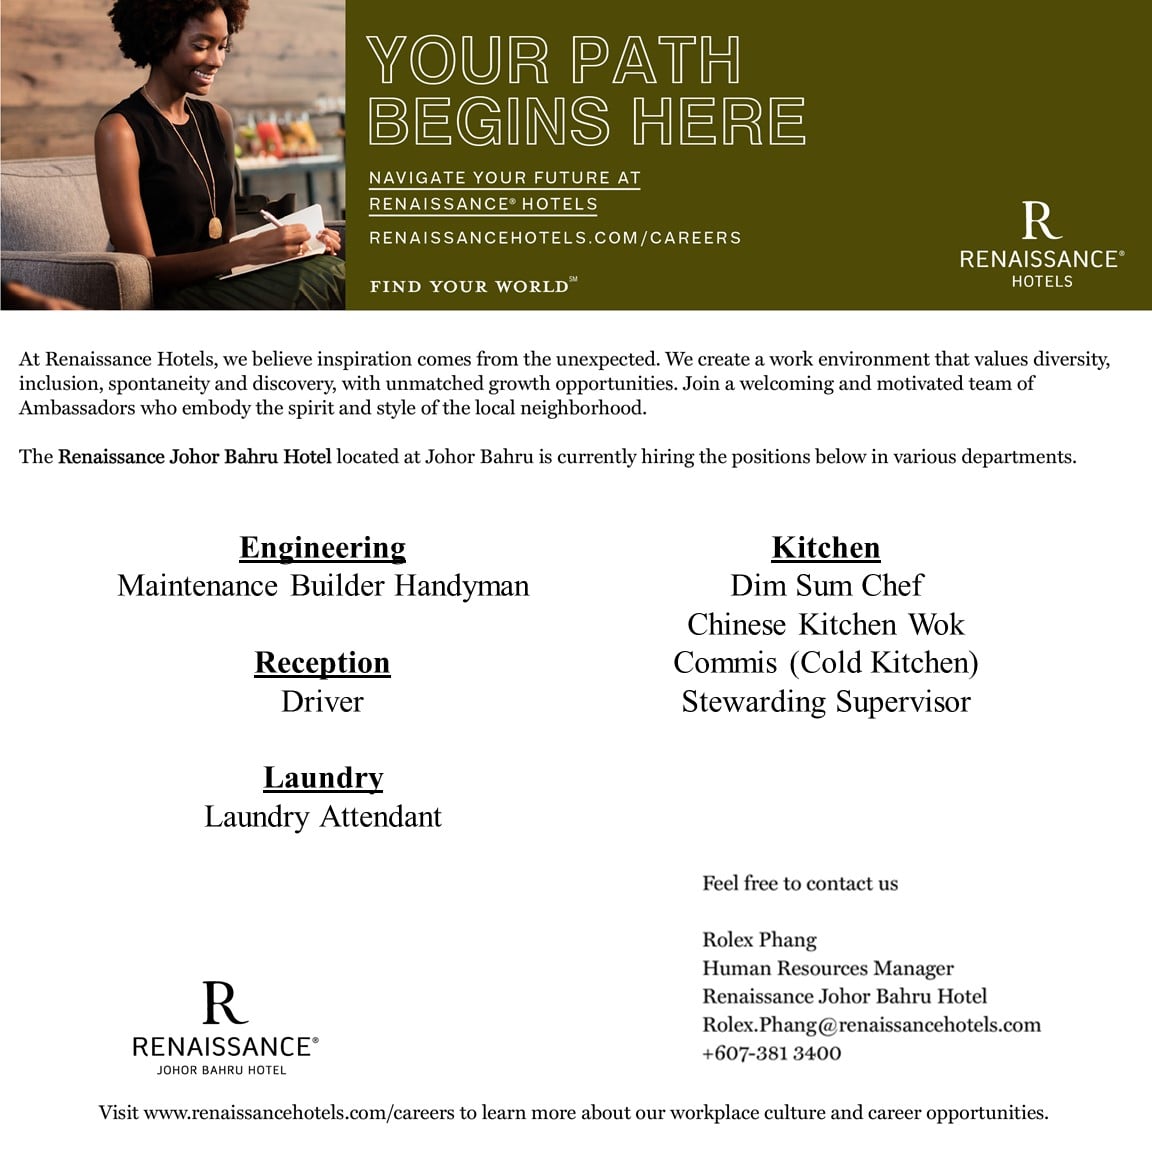 YOUR PATH
BEGINS HERE
NAVIGATE YOUR FUTURE AT
RENAISSANCE® HOTELS
RENAISSANCEHOTELS.COM/CAREERS
FIND YOUR WORLD℠
R
RENAISSANCE®
HOTELS
At Renaissance Hotels, we believe inspiration comes from the unexpected. We create a work environment that values diversity,
inclusion, spontaneity and discovery, with unmatched growth opportunities. Join a welcoming and motivated team of
Ambassadors who embody the spirit and style of the local neighborhood.
The Renaissance Johor Bahru Hotel located at Johor Bahru is currently hiring the positions below in various departments.
Engineering
Maintenance Builder Handyman
Reception
Driver
Laundry
Laundry Attendant
Kitchen
Dim Sum Chef
Chinese Kitchen Wok
Commis (Cold Kitchen)
Stewarding Supervisor
Feel free to contact us
Rolex Phang
Human Resources Manager
Renaissance Johor Bahru Hotel
Rolex.Phang@renaissancehotels.com
+607-381 3400
R
RENAISSANCE®
JOHOR BAHRU HOTEL
Visit www.renaissancehotels.com/careers to learn more about our workplace culture and career opportunities.